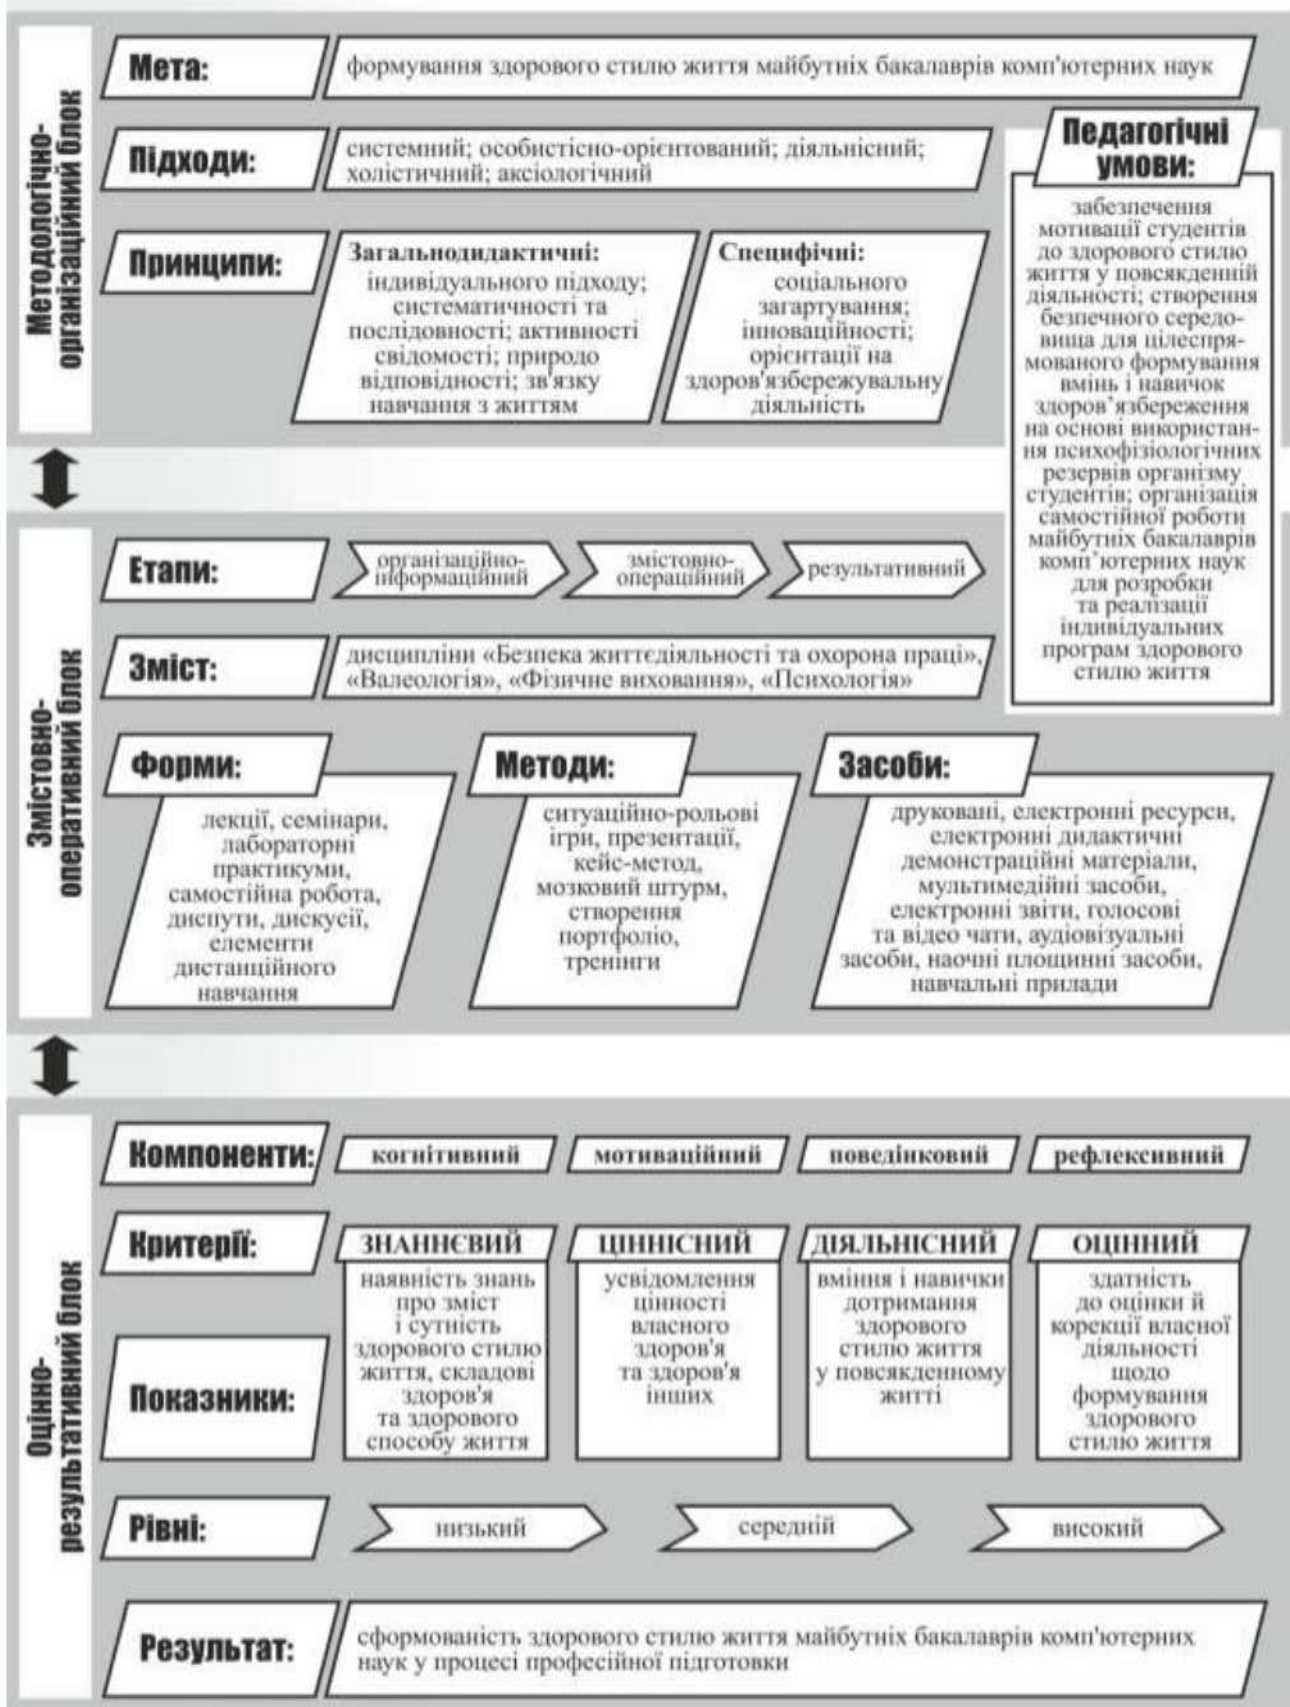 Методологічно-
організаційний блок
Мета:
формування здорового стилю життя майбутніх бакалаврів комп'ютерних наук
Підходи:
системний; особистісно-орієнтований; діяльнісний;
холістичний; аксіологічний
Принципи:
Загальнодидактичні:
індивідуального підходу;
систематичності та
послідовності; активності
свідомості; природо
відповідності; зв'язку
навчання з життям
Специфічні:
соціального
загартування;
інноваційності;
орієнтації на
здоров'язбережувальну
діяльність
Педагогічні
умови:
забезпечення
мотивації студентів
до здорового стилю
життя у повсякденній
діяльності; створення
безпечного середо-
вища для цілеспря-
мованого формування
вмінь і навичок
здоров’язбереження
на основі використан-
ня психофізіологічних
резервів організму
студентів; організація
самостійної роботи
майбутніх бакалаврів
комп’ютерних наук
для розробки
та реалізації
індивідуальних
програм здорового
стилю життя
Змістовно-
оперативний блок
Етапи:
організаційно-
інформаційний
змістовно-
операційний
результативний
Зміст:
дисципліни «Безпека життєдіяльності та охорона праці»,
«Валеологія», «Фізичне виховання», «Психологія»
Форми:
лекції, семінари,
лабораторні
практикуми,
самостійна робота,
диспути, дискусії,
елементи
дистанційного
навчання
Методи:
ситуаційно-рольові
ігри, презентації,
кейс-метод,
мозковий штурм,
створення
портфоліо,
тренінги
Засоби:
друковані, електронні ресурси,
електронні дидактичні
демонстраційні матеріали,
мультимедійні засоби,
електронні звіти, голосові
та відео чати, аудіовізуальні
засоби, наочні площинні засоби,
навчальні прилади
Оцінно-
результативний блок
Компоненти:
когнітивний
мотиваційний
поведінковий
рефлексивний
Критерії:
ЗНАННЄВИЙ
ЦІННІСНИЙ
ДІЯЛЬНІСНИЙ
ОЦІННИЙ
Показники:
наявність знань
про зміст
і сутність
здорового стилю
життя, складові
здоров'я
та здорового
способу життя
усвідомлення
цінності
власного
здоров'я
та здоров'я
інших
вміння і навички
дотримання
здорового
стилю життя
у повсякденному
житті
здатність
до оцінки й
корекції власної
діяльності
щодо
формування
здорового
стилю життя
Рівні:
низький
середній
високий
Результат:
сформованість здорового стилю життя майбутніх бакалаврів комп'ютерних
наук у процесі професійної підготовки